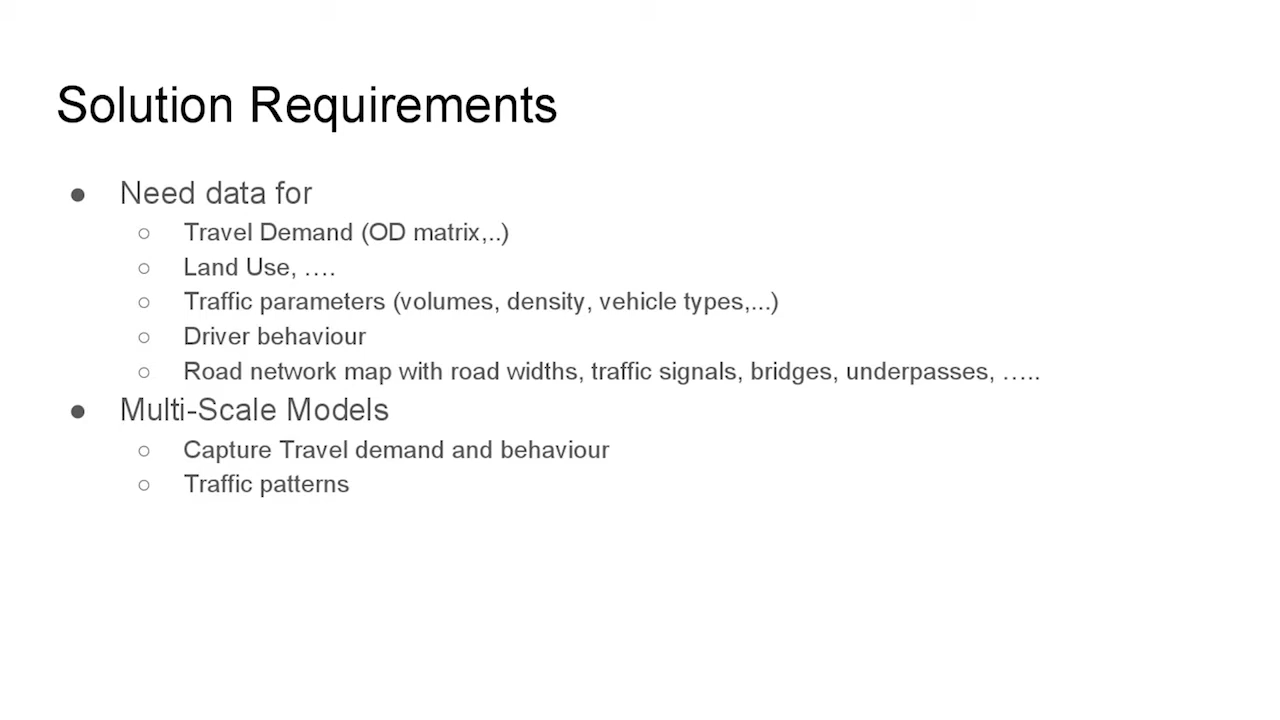 Solution Requirements
● Need data for
○ Travel Demand (OD matrix,..)
○ Land Use, ….
○ Traffic parameters (volumes, density, vehicle types,...)
○ Driver behaviour
○ Road network map with road widths, traffic signals, bridges, underpasses, …..
● Multi-Scale Models
○ Capture Travel demand and behaviour
○ Traffic patterns